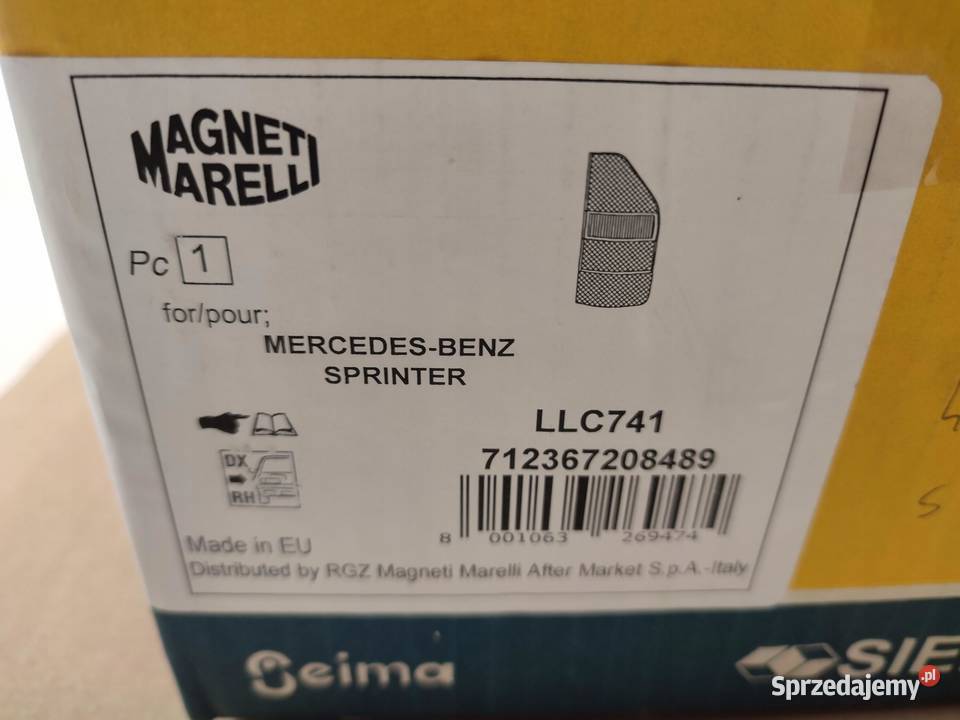 MAGNETI
MARELLI
Pc 1
for/pour;
MERCEDES-BENZ
SPRINTER
LLC741
712367208489
DX
RH
8 001063 269474
Made in EU
Distributed by RGZ Magneti Marelli After Market S.p.A.-Italy
Seima
SIE
Sprzedajemy.pl